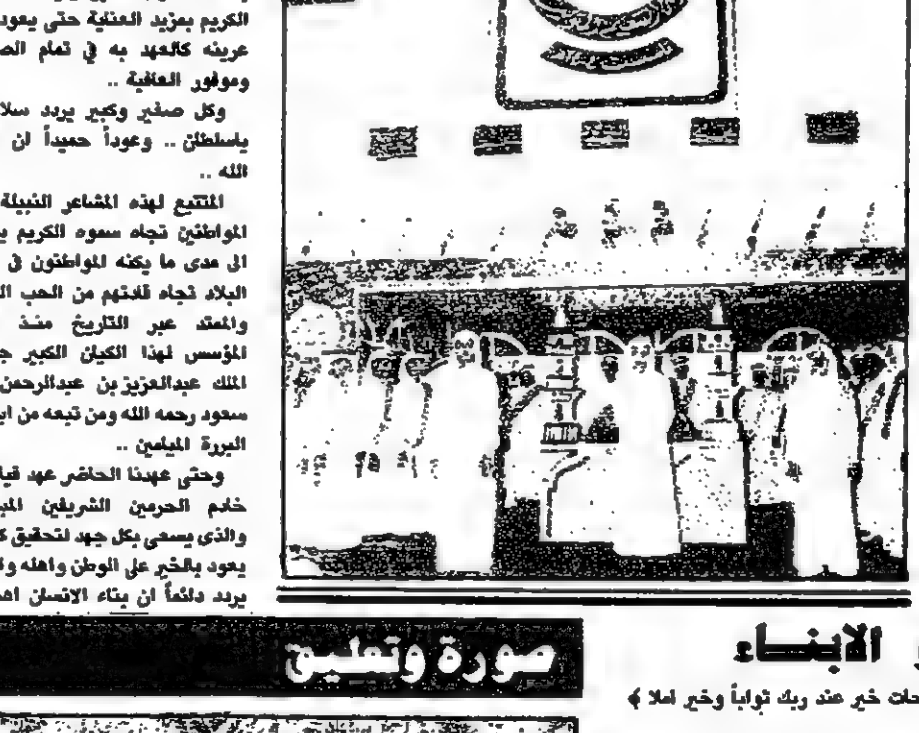 الكريم بمزيد العناية حتى يعود
عرينه كالعهد به في تمام الص
وموفور العافية ..
وكل صغير وكبير يردد سلا
ياسلطان .. وعوداً حميداً ان
الله ..
المتتبع لهذه المشاعر النبيلة
المواطنين تجاه سموه الكريم ي
الى مدى ما يكنه المواطنون في
البلاد تجاه قادتهم من الحب ال
والممتد عبر التاريخ منذ
المؤسس لهذا الكيان الكبير ج
الملك عبدالعزيز بن عبدالرحمن
سعود رحمه الله ومن تبعه من اب
البررة الميامين ..
وحتى عهدنا الحاضر عهد قيا
خادم الحرمين الشريفين الم
والذي يسعى بكل جهد لتحقيق ك
يعود بالخير على الوطن واهله و
يردد دائماً ان بناء الانسان اه
الابنـــاء
حات خير عند ربك ثواباً وخير املا ﴾
صورة وتعليق